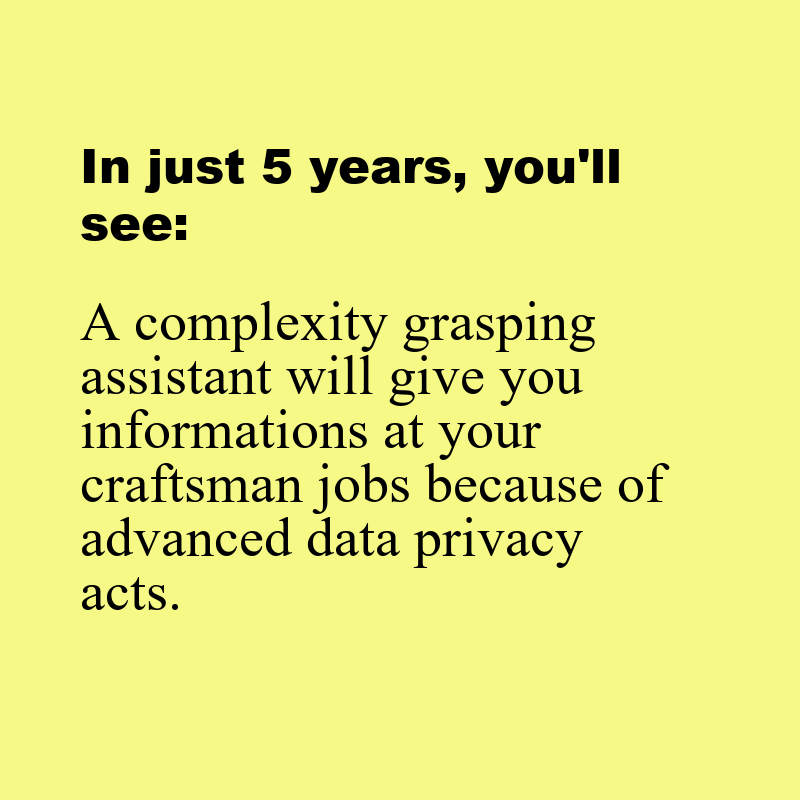 In just 5 years, you'll
see:
A complexity grasping
assistant will give you
informations at your
craftsman jobs because of
advanced data privacy
acts.